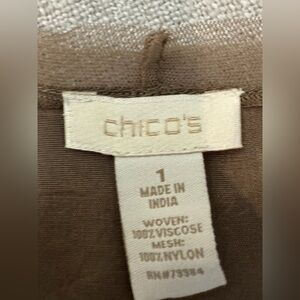 chico's
1
MADE IN
INDIA
WOVEN:
100%VISCOSE
MESH:
100%NYLON
RN#79984